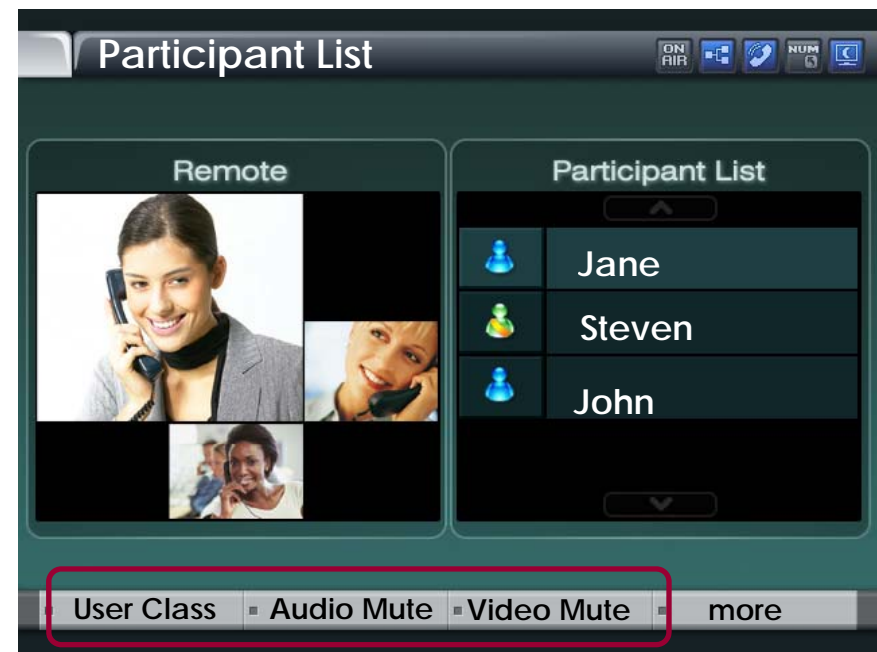 Participant List
ON AIR
NUM
Remote
Participant List
Jane
Steven
John
User Class Audio Mute Video Mute more